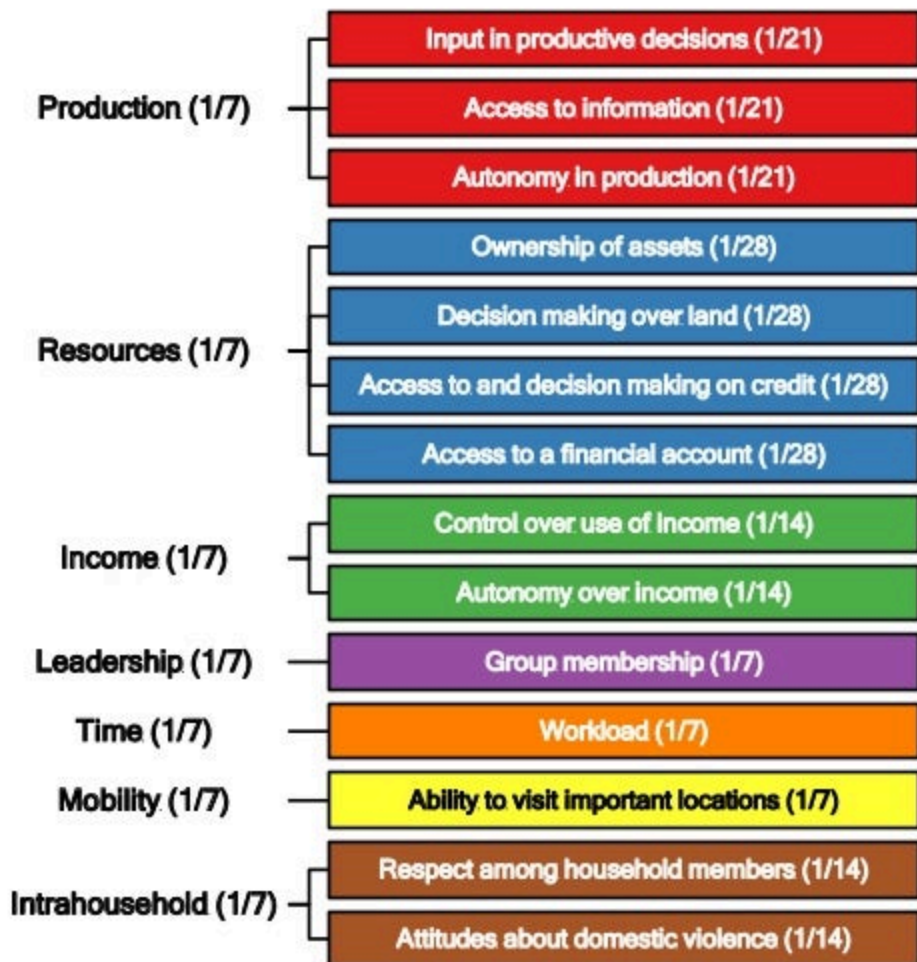 Production (1/7)
Input in productive decisions (1/21)
Access to information (1/21)
Autonomy in production (1/21)
Resources (1/7)
Ownership of assets (1/28)
Decision making over land (1/28)
Access to and decision making on credit (1/28)
Access to a financial account (1/28)
Income (1/7)
Control over use of income (1/14)
Autonomy over income (1/14)
Leadership (1/7)
Group membership (1/7)
Time (1/7)
Workload (1/7)
Mobility (1/7)
Ability to visit important locations (1/7)
Intrahousehold (1/7)
Respect among household members (1/14)
Attitudes about domestic violence (1/14)